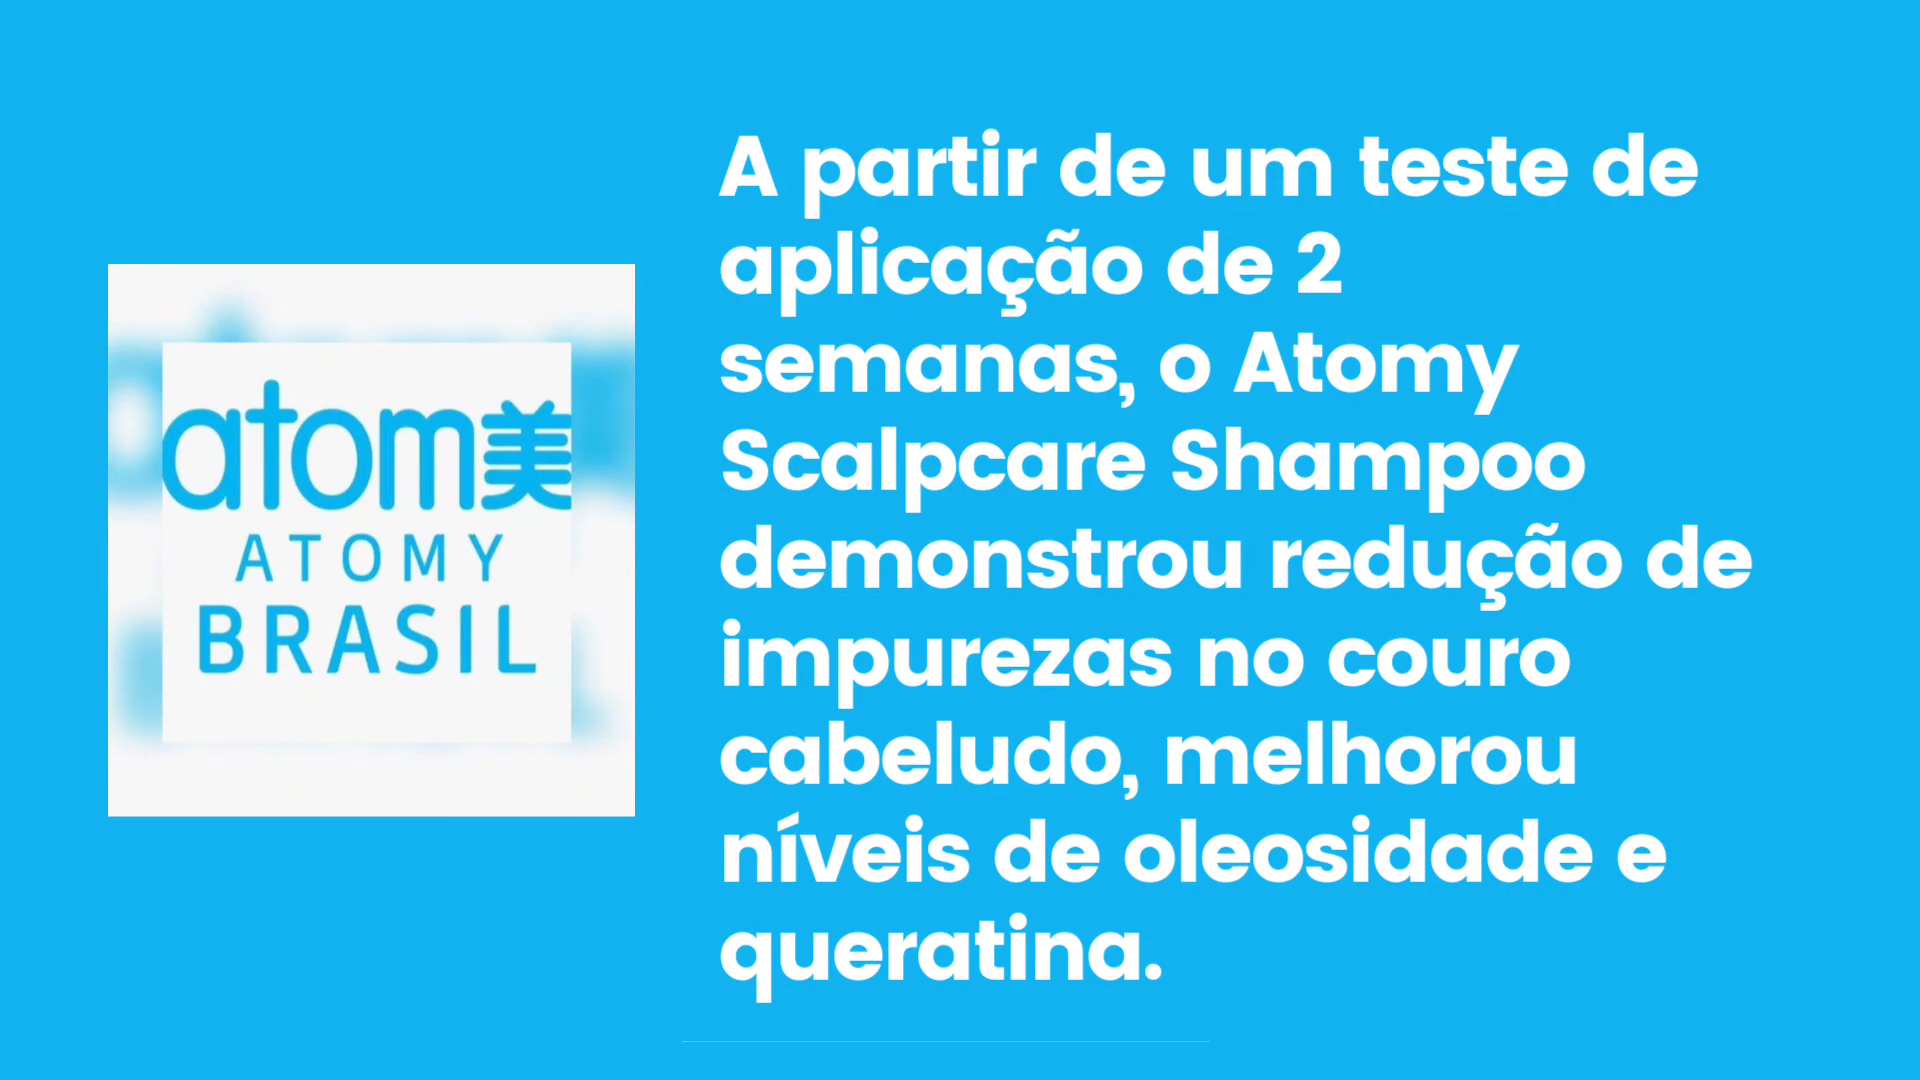 atom美
ATOMY
BRASIL
A partir de um teste de
aplicação de 2
semanas, o Atomy
Scalpcare Shampoo
demonstrou redução de
impurezas no couro
cabeludo, melhorou
níveis de oleosidade e
queratina.